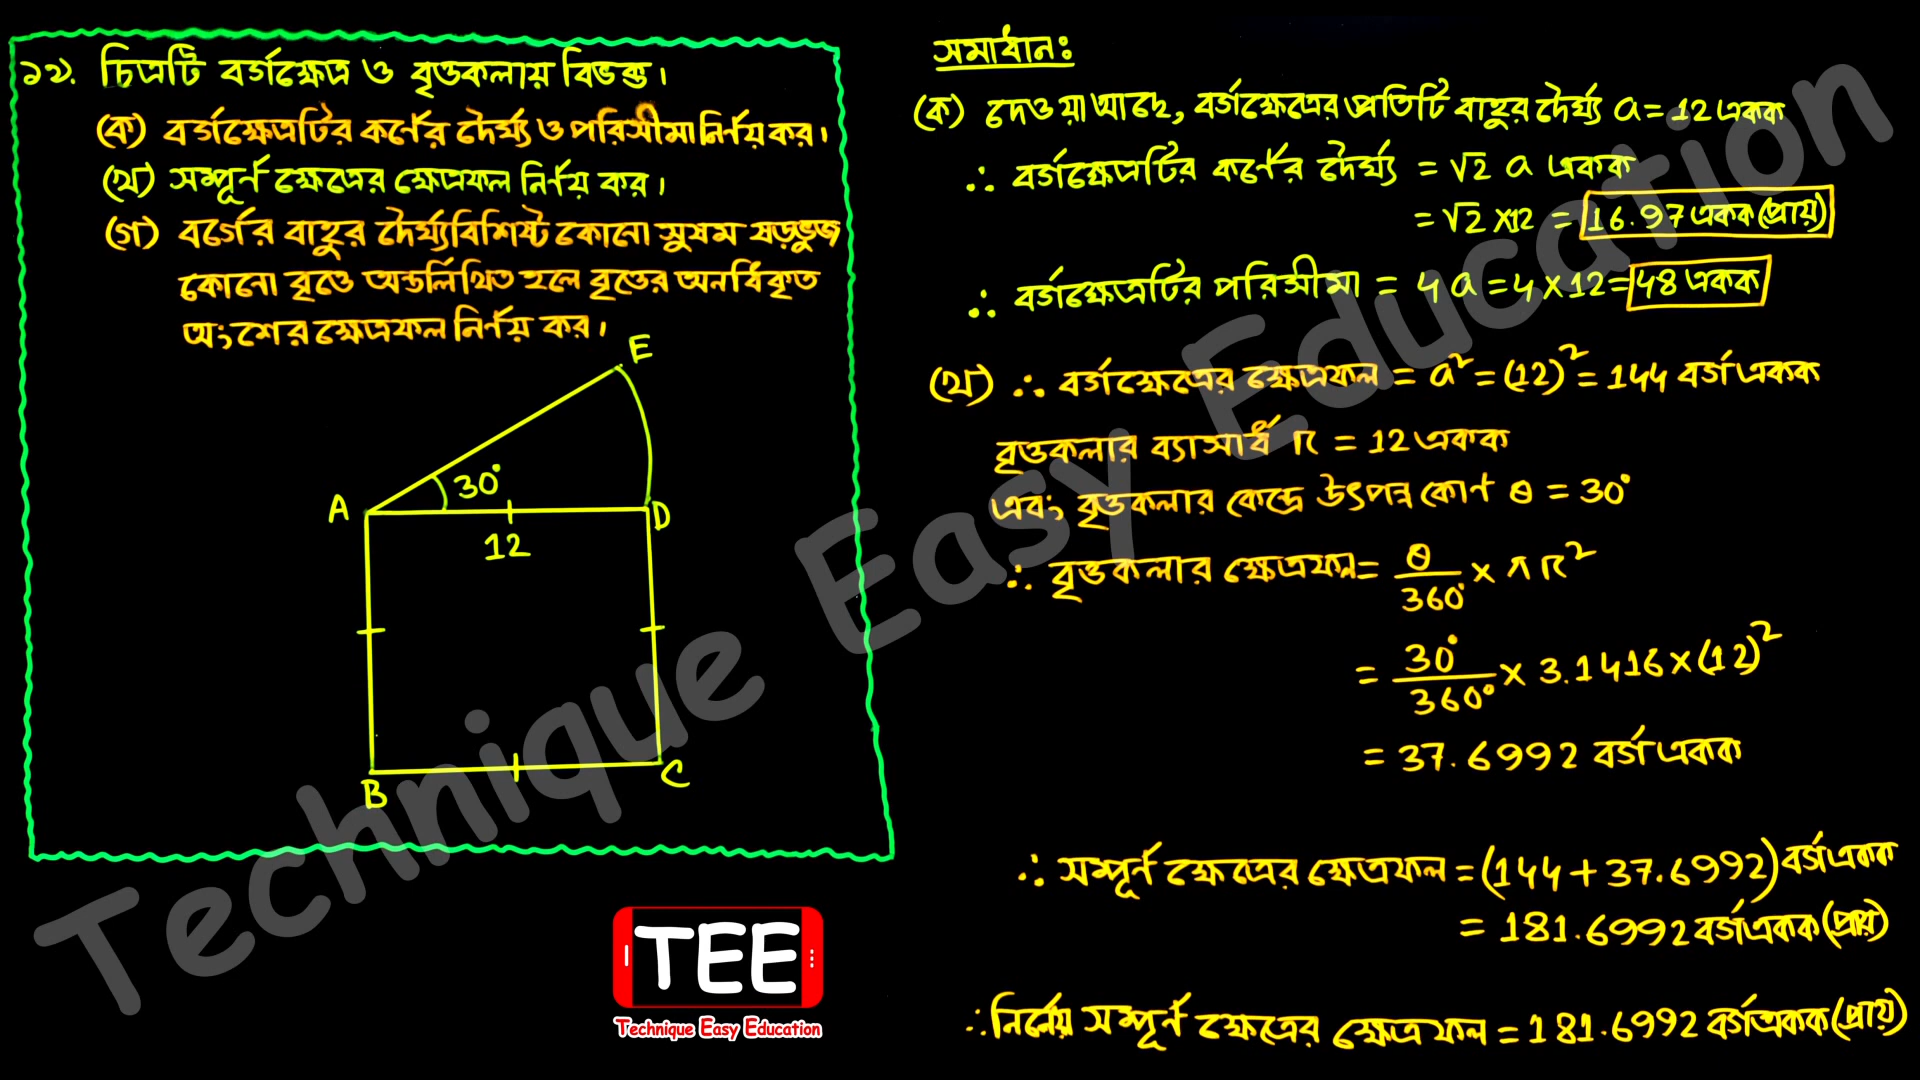 ১২. চিত্রটি বর্গক্ষেত্র ও বৃত্তকলায় বিভক্ত।
(ক) বর্গক্ষেত্রটির কর্ণের দৈর্ঘ্য ও পরিসীমা নির্ণয় কর।
(খ) সম্পূর্ণ ক্ষেত্রের ক্ষেত্রফল নির্ণয় কর।
(গ) বর্গের বাহুর দৈর্ঘ্যবিশিষ্ট কোনো সুষম ষড়ভুজ
কোনো বৃত্তে অন্তর্লিখিত হলে বৃত্তের অনধিকৃত
অংশের ক্ষেত্রফল নির্ণয় কর।
E
30°
A
D
12
B
C
TEE
Technique Easy Education
সমাধানঃ
(ক) দেওয়া আছে, বর্গক্ষেত্রের প্রতিটি বাহুর দৈর্ঘ্য a = 12 একক
∴ বর্গক্ষেত্রটির কর্ণের দৈর্ঘ্য = √2 a একক
= √2 × 12 = 16.97 একক (প্রায়)
∴ বর্গক্ষেত্রটির পরিসীমা = 4a = 4 × 12 = 48 একক
(খ) ∴ বর্গক্ষেত্রের ক্ষেত্রফল = a² = (12)² = 144 বর্গ একক
বৃত্তকলার ব্যাসার্ধ r = 12 একক
এবং বৃত্তকলার কেন্দ্রে উৎপন্ন কোণ θ = 30°
∴ বৃত্তকলার ক্ষেত্রফল = θ/360° × πr²
= 30°/360° × 3.1416 × (12)²
= 37.6992 বর্গ একক
∴ সম্পূর্ণ ক্ষেত্রের ক্ষেত্রফল = (144 + 37.6992) বর্গ একক
= 181.6992 বর্গ একক (প্রায়)
∴ নির্ণেয় সম্পূর্ণ ক্ষেত্রের ক্ষেত্রফল = 181.6992 বর্গ একক (প্রায়)
Technique Easy Education